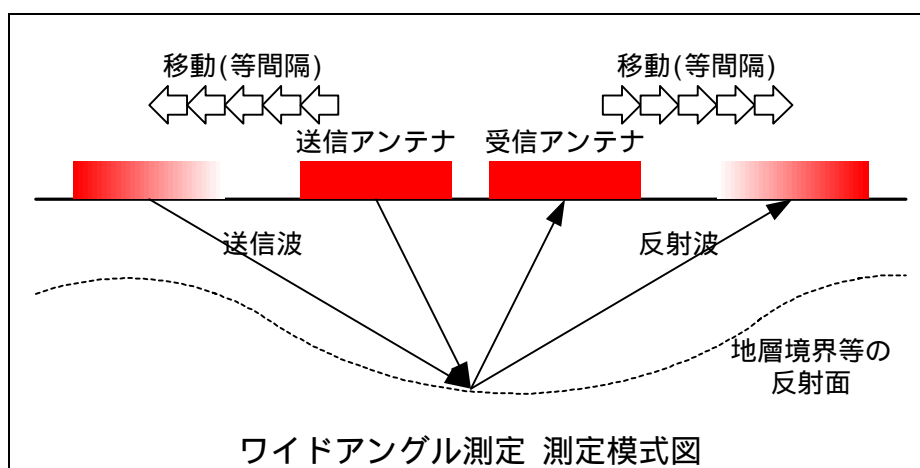 移動(等間隔)
移動(等間隔)
送信アンテナ
受信アンテナ
送信波
反射波
地層境界等の
反射面
ワイドアングル測定 測定模式図